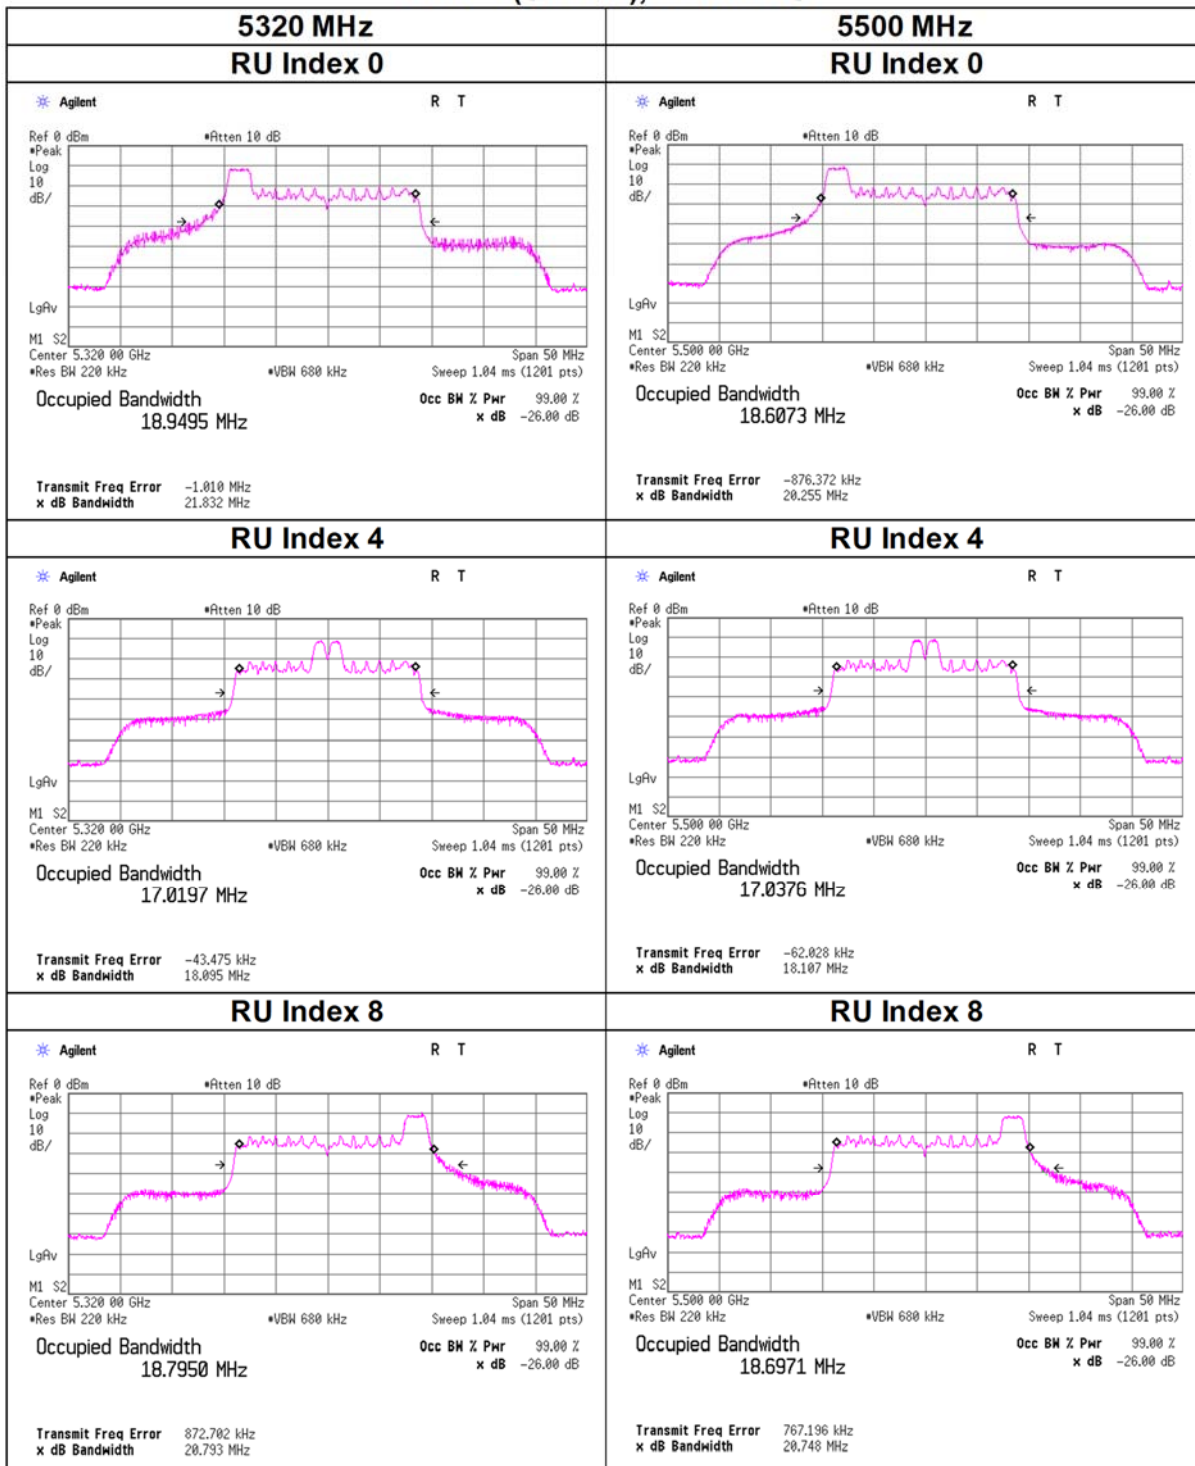 5320 MHz 5500 MHz
RU Index 0 RU Index 0
Agilent R T
Ref 0 dBm *Atten 10 dB
*Peak
Log
10
dB/
LgAv
M1 S2
Center 5.320 00 GHz Span 50 MHz
*Res BW 220 kHz *VBW 680 kHz Sweep 1.04 ms (1201 pts)
Occupied Bandwidth Occ BW % Pwr 99.00 %
18.9495 MHz x dB -26.00 dB
Transmit Freq Error -1.010 MHz
x dB Bandwidth 21.832 MHz
Agilent R T
Ref 0 dBm *Atten 10 dB
*Peak
Log
10
dB/
LgAv
M1 S2
Center 5.500 00 GHz Span 50 MHz
*Res BW 220 kHz *VBW 680 kHz Sweep 1.04 ms (1201 pts)
Occupied Bandwidth Occ BW % Pwr 99.00 %
18.6073 MHz x dB -26.00 dB
Transmit Freq Error -876.372 kHz
x dB Bandwidth 20.255 MHz
RU Index 4 RU Index 4
Agilent R T
Ref 0 dBm *Atten 10 dB
*Peak
Log
10
dB/
LgAv
M1 S2
Center 5.320 00 GHz Span 50 MHz
*Res BW 220 kHz *VBW 680 kHz Sweep 1.04 ms (1201 pts)
Occupied Bandwidth Occ BW % Pwr 99.00 %
17.0197 MHz x dB -26.00 dB
Transmit Freq Error -43.475 kHz
x dB Bandwidth 18.095 MHz
Agilent R T
Ref 0 dBm *Atten 10 dB
*Peak
Log
10
dB/
LgAv
M1 S2
Center 5.500 00 GHz Span 50 MHz
*Res BW 220 kHz *VBW 680 kHz Sweep 1.04 ms (1201 pts)
Occupied Bandwidth Occ BW % Pwr 99.00 %
17.0376 MHz x dB -26.00 dB
Transmit Freq Error -62.028 kHz
x dB Bandwidth 18.107 MHz
RU Index 8 RU Index 8
Agilent R T
Ref 0 dBm *Atten 10 dB
*Peak
Log
10
dB/
LgAv
M1 S2
Center 5.320 00 GHz Span 50 MHz
*Res BW 220 kHz *VBW 680 kHz Sweep 1.04 ms (1201 pts)
Occupied Bandwidth Occ BW % Pwr 99.00 %
18.7950 MHz x dB -26.00 dB
Transmit Freq Error 872.702 kHz
x dB Bandwidth 20.793 MHz
Agilent R T
Ref 0 dBm *Atten 10 dB
*Peak
Log
10
dB/
LgAv
M1 S2
Center 5.500 00 GHz Span 50 MHz
*Res BW 220 kHz *VBW 680 kHz Sweep 1.04 ms (1201 pts)
Occupied Bandwidth Occ BW % Pwr 99.00 %
18.6971 MHz x dB -26.00 dB
Transmit Freq Error 767.196 kHz
x dB Bandwidth 20.748 MHz